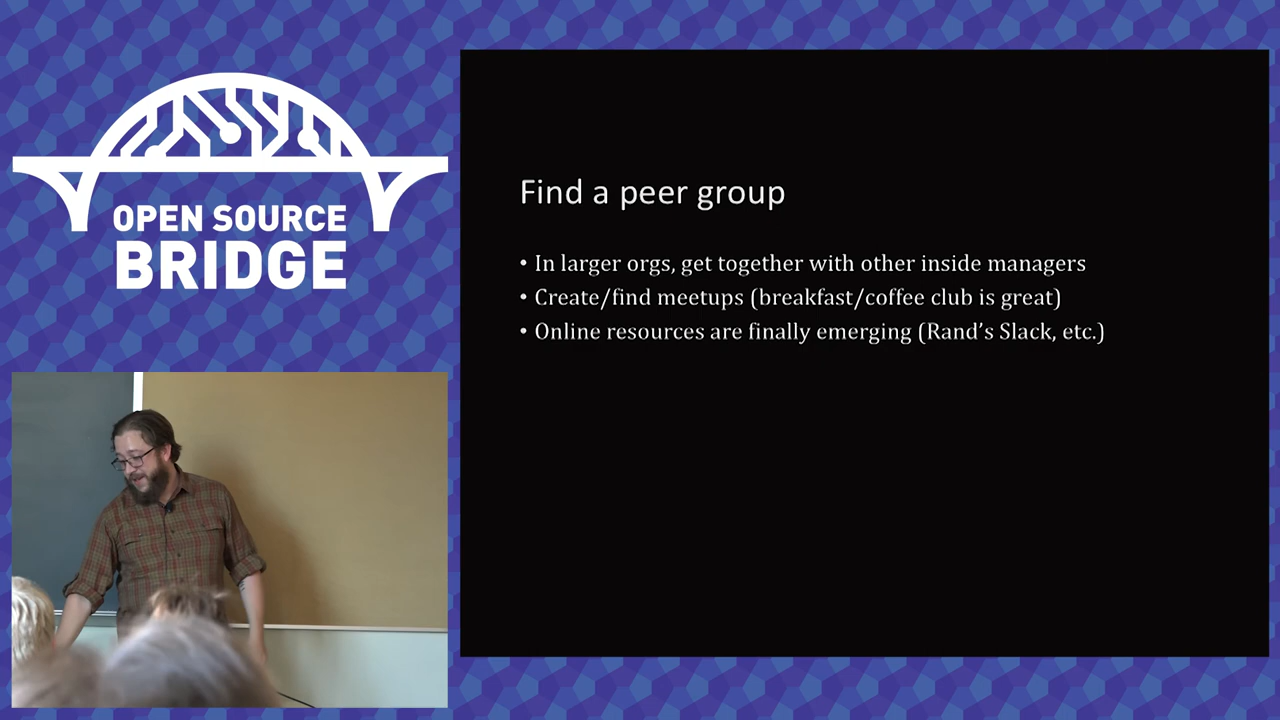 OPEN SOURCE
BRIDGE
Find a peer group
• In larger orgs, get together with other inside managers
• Create/find meetups (breakfast/coffee club is great)
• Online resources are finally emerging (Rand’s Slack, etc.)